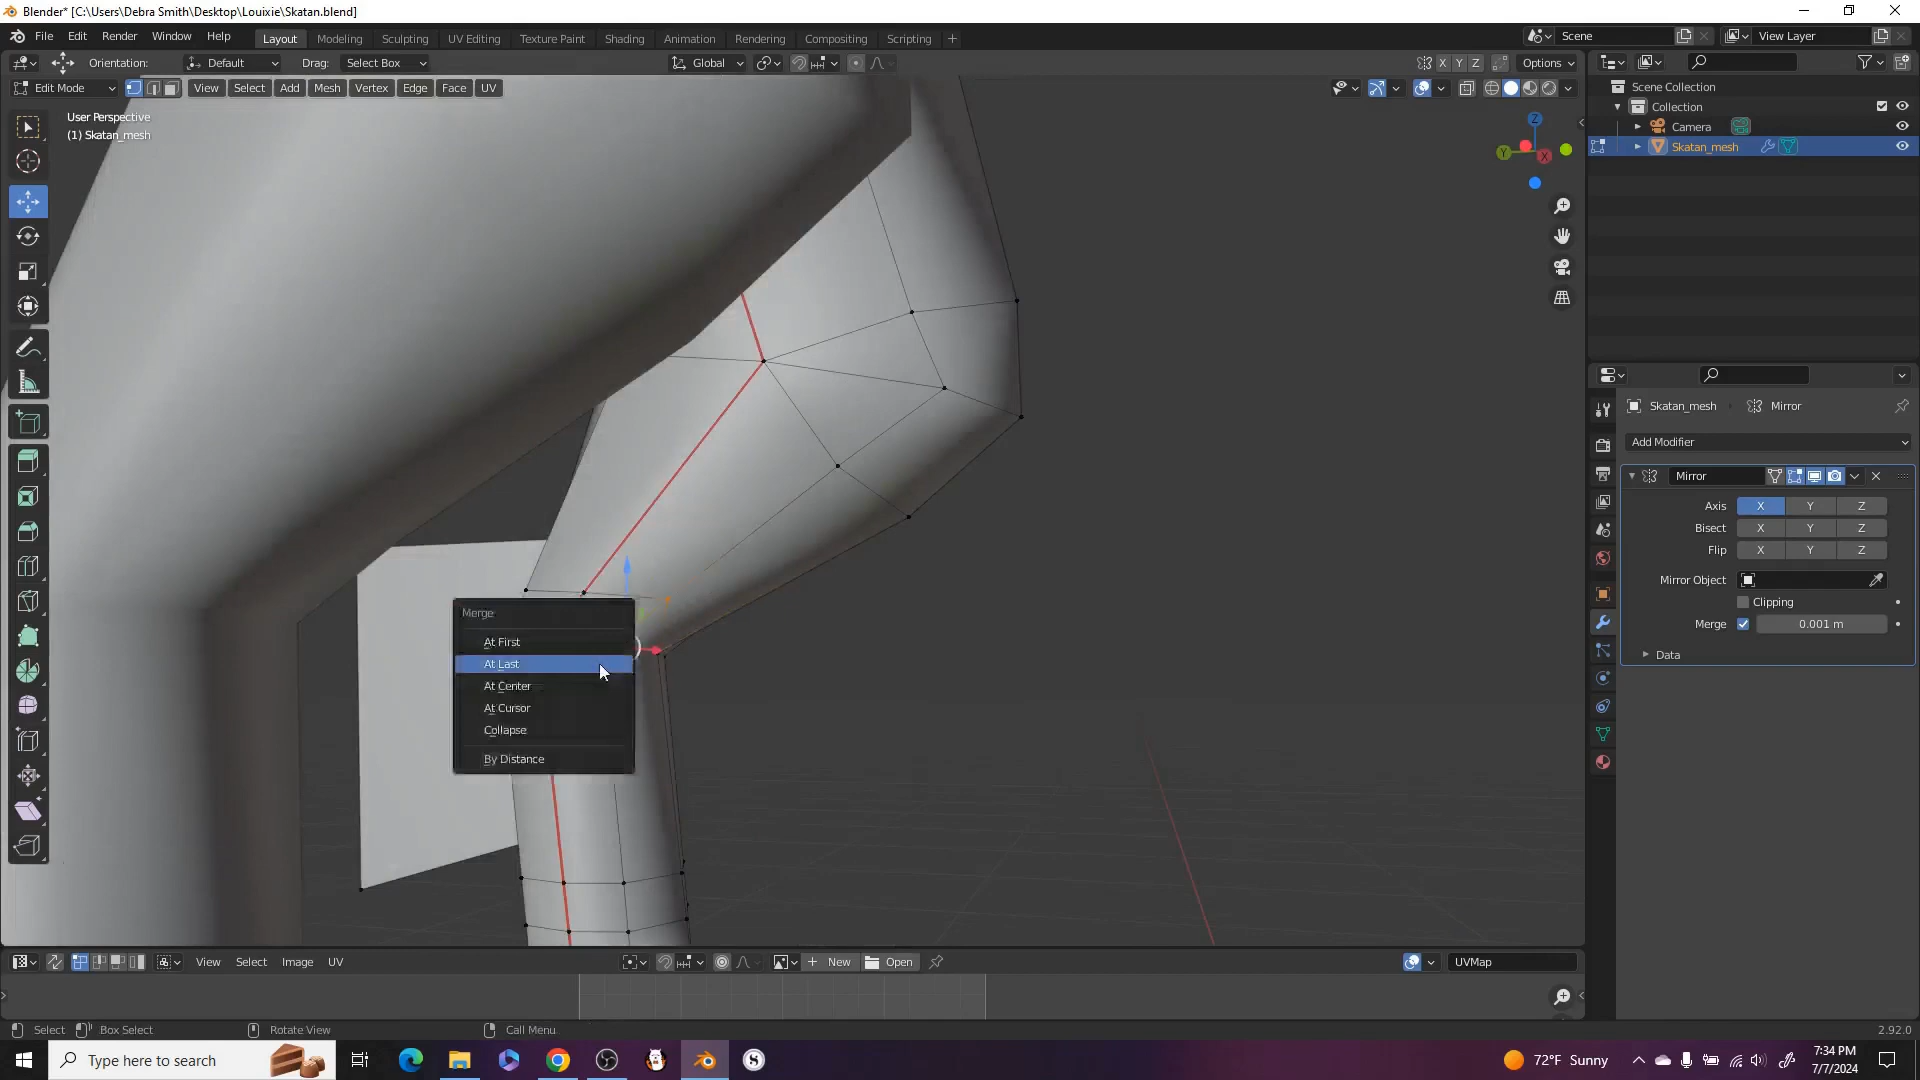 Blender* [C:\Users\Debra Smith\Desktop\Louixie\Skatan.blend]
File Edit Render Window Help
Layout Modeling Sculpting UV Editing Texture Paint Shading Animation Rendering Compositing Scripting +
Scene
View Layer
Orientation: Default Drag: Select Box
Global
X Y Z
Options
Edit Mode
View Select Add Mesh Vertex Edge Face UV
User Perspective
(1) Skatan_mesh
Z
Y
X
Scene Collection
Collection
Camera
Skatan_mesh
Skatan_mesh
Mirror
Add Modifier
Mirror
Axis X Y Z
Bisect X Y Z
Flip X Y Z
Mirror Object
Clipping
Merge 0.001 m
Data
Merge
At First
At Last
At Center
At Cursor
Collapse
By Distance
View Select Image UV
New
Open
UVMap
Select
Box Select
Rotate View
Call Menu
2.92.0
Type here to search
72°F Sunny
7:34 PM
7/7/2024